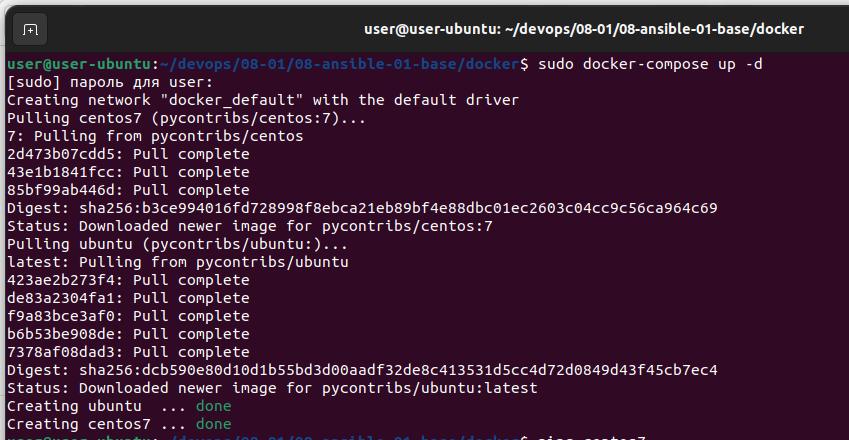 user@user-ubuntu: ~/devops/08-01/08-ansible-01-base/docker
user@user-ubuntu:~/devops/08-01/08-ansible-01-base/docker$ sudo docker-compose up -d
[sudo] пароль для user:
Creating network "docker_default" with the default driver
Pulling centos7 (pycontribs/centos:7)...
7: Pulling from pycontribs/centos
2d473b07cdd5: Pull complete
43e1b1841fcc: Pull complete
85bf99ab446d: Pull complete
Digest: sha256:b3ce994016fd728998f8ebca21eb89bf4e88dbc01ec2603c04cc9c56ca964c69
Status: Downloaded newer image for pycontribs/centos:7
Pulling ubuntu (pycontribs/ubuntu:)...
latest: Pulling from pycontribs/ubuntu
423ae2b273f4: Pull complete
de83a2304fa1: Pull complete
f9a83bce3af0: Pull complete
b6b53be908de: Pull complete
7378af08dad3: Pull complete
Digest: sha256:dcb590e80d10d1b55bd3d00aadf32de8c413531d5cc4d72d0849d43f45cb7ec4
Status: Downloaded newer image for pycontribs/ubuntu:latest
Creating ubuntu  ... done
Creating centos7 ... done